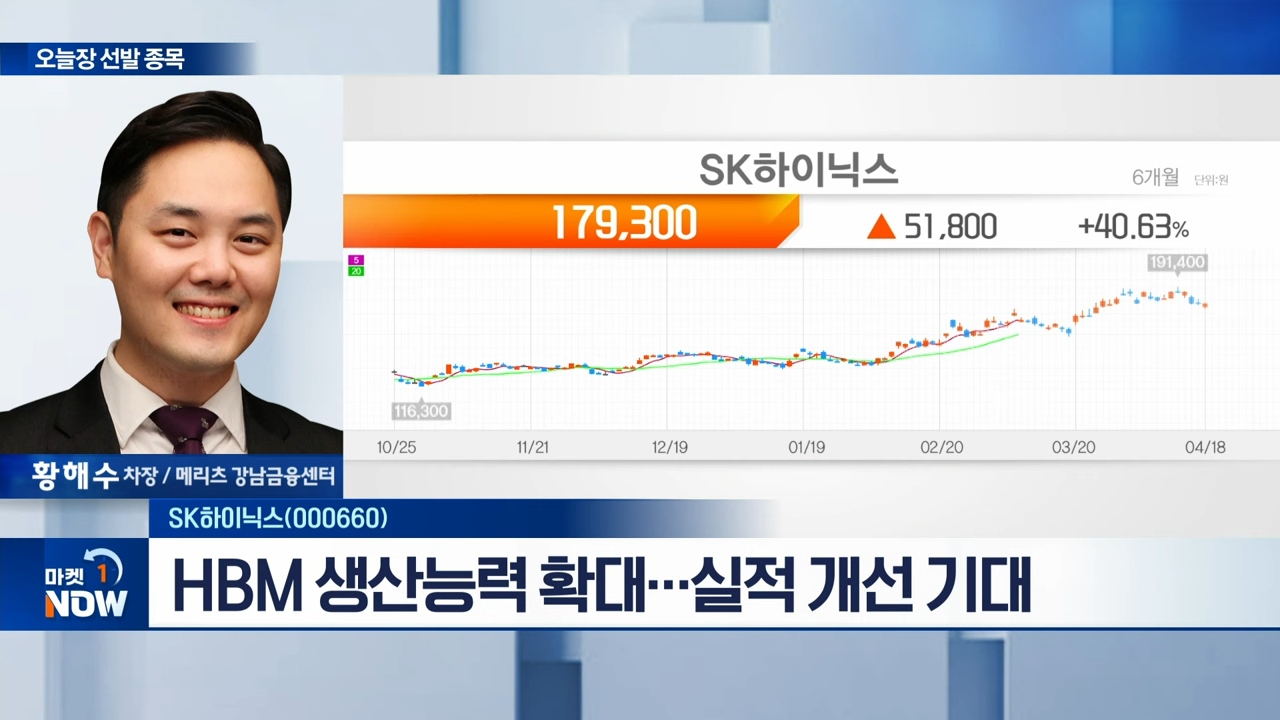 오늘장 선발 종목
SK하이닉스
6개월 단위:원
179,300 ▲ 51,800 +40.63%
5
20
191,400
116,300
10/25 11/21 12/19 01/19 02/20 03/20 04/18
황해수 차장 / 메리츠 강남금융센터
SK하이닉스(000660)
마켓 1
NOW
HBM 생산능력 확대…실적 개선 기대